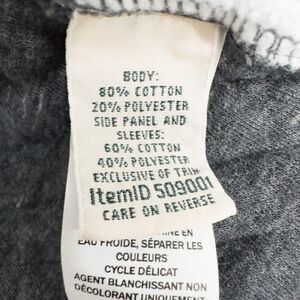 BODY:
80% COTTON
20% POLYESTER
SIDE PANEL AND
SLEEVES:
60% COTTON
40% POLYESTER
EXCLUSIVE OF TRIM
ItemID 509001
CARE ON REVERSE
EN
EAU FROIDE, SÉPARER LES
COULEURS
CYCLE DÉLICAT
AGENT BLANCHISSANT NON
DÉCOLORANT UNIQUEMENT